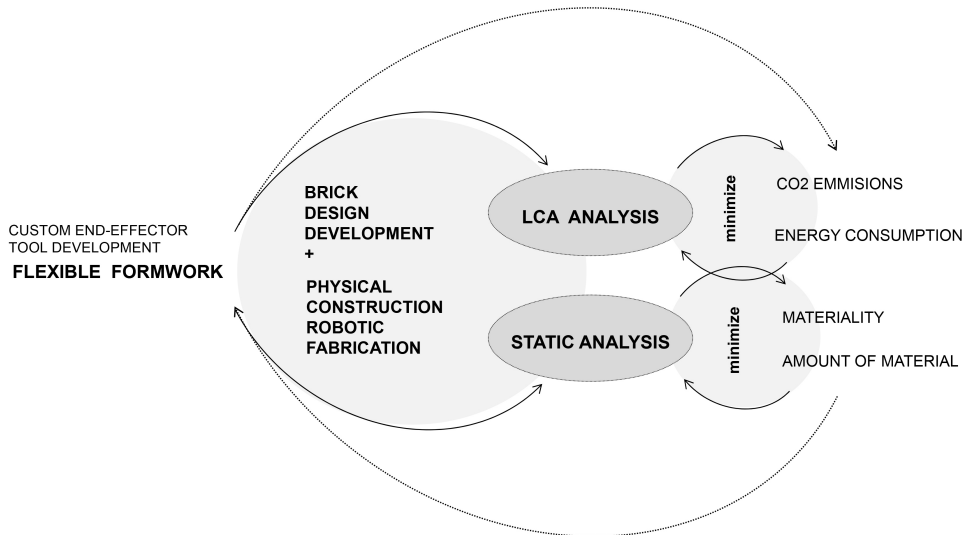 CUSTOM END-EFFECTOR
TOOL DEVELOPMENT
FLEXIBLE FORMWORK
BRICK
DESIGN
DEVELOPMENT
+
PHYSICAL
CONSTRUCTION
ROBOTIC
FABRICATION
LCA ANALYSIS
STATIC ANALYSIS
minimize
minimize
CO2 EMMISIONS
ENERGY CONSUMPTION
MATERIALITY
AMOUNT OF MATERIAL